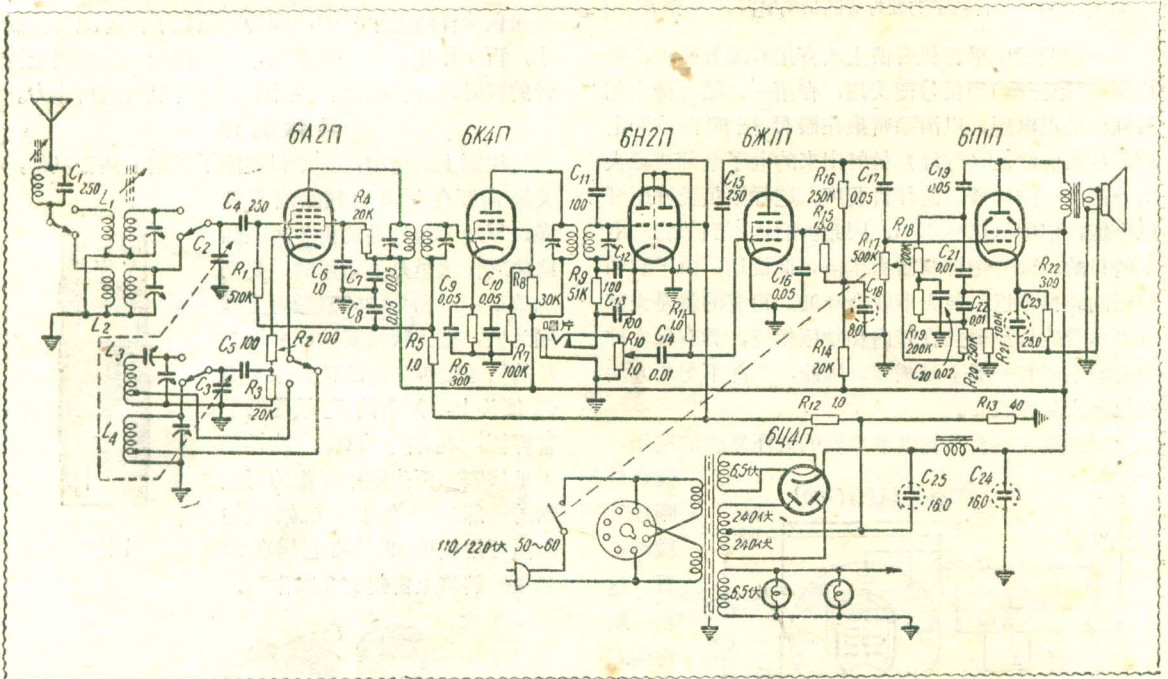 6А2П 6К4П 6Н2П 6Ж1П 6П1П
C1
250
L1
L2
C2
C4 250
R1
510K
R4
20K
C6
1.0
C7
0.05
C8
0.05
C5 100
R2 100
L3
C3
R3
20K
L4
C9
0.05
C10
0.05
R5
1.0
R6
300
R7
100K
R8
30K
C11
100
R9
51K
C12
100
C13
100
唱片
R10
1.0
C14
0.01
R11
1.0
C15
250
R16
250K
R15
15.0
C16
0.05
C17
0.05
R17
500K
C18
8.0
R14
20K
R18
200K
R19
200K
C19
0.05
C21
0.01
C22
0.01
C20 0.02
R20 250K
R21 100K
C23
25.0
R22
300
R12 1.0
R13 40
6Ц4П
6.5伏
240伏
240伏
6.5伏
C25
16.0
C24
16.0
110/220伏 50~60